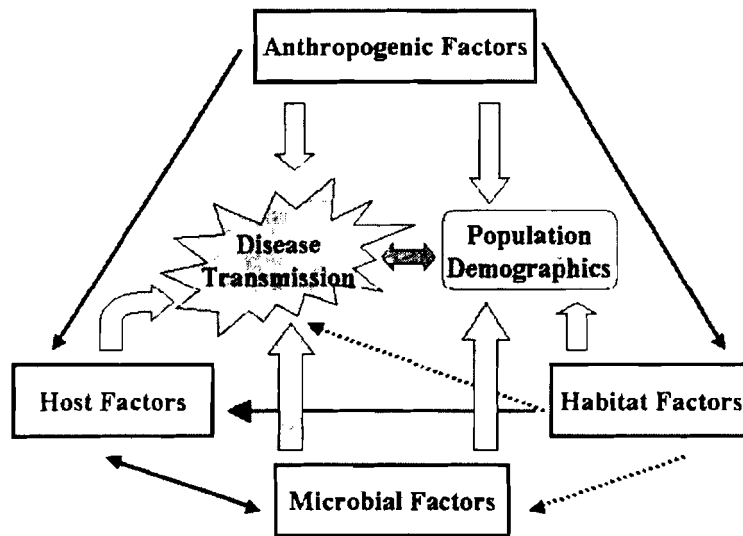 Anthropogenic Factors
Disease
Transmission
Population
Demographics
Host Factors
Habitat Factors
Microbial Factors